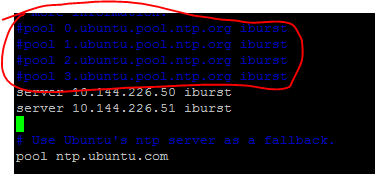 #pool 0.ubuntu.pool.ntp.org iburst
#pool 1.ubuntu.pool.ntp.org iburst
#pool 2.ubuntu.pool.ntp.org iburst
#pool 3.ubuntu.pool.ntp.org iburst
server 10.144.226.50 iburst
server 10.144.226.51 iburst
# Use Ubuntu's ntp server as a fallback.
pool ntp.ubuntu.com